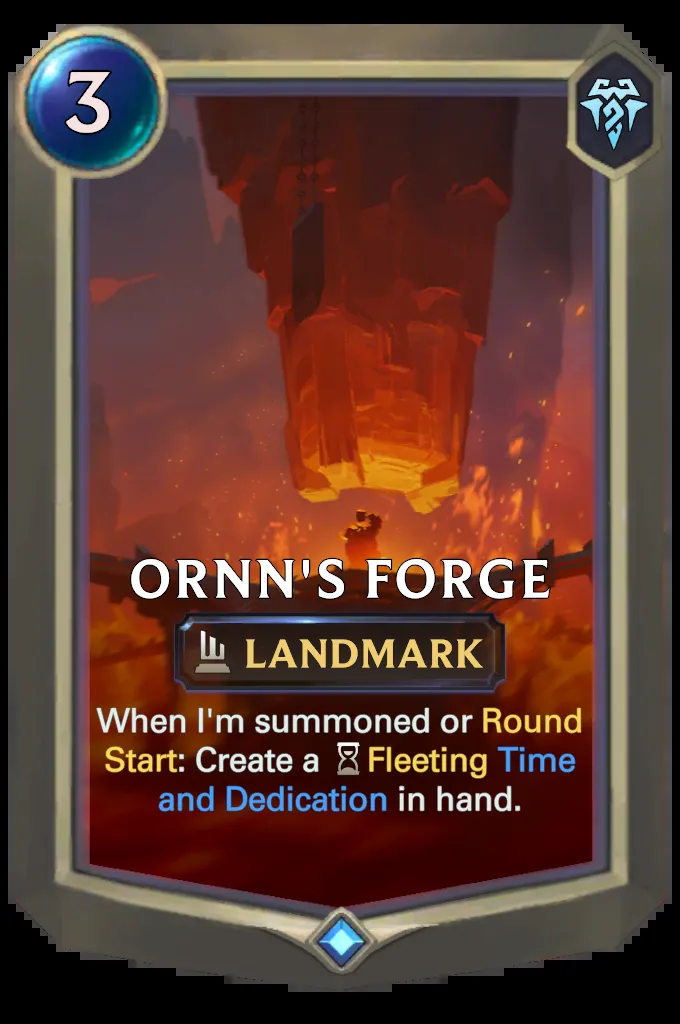 3
ORNN'S FORGE
LANDMARK
When I'm summoned or Round
Start: Create a Fleeting Time
and Dedication in hand.